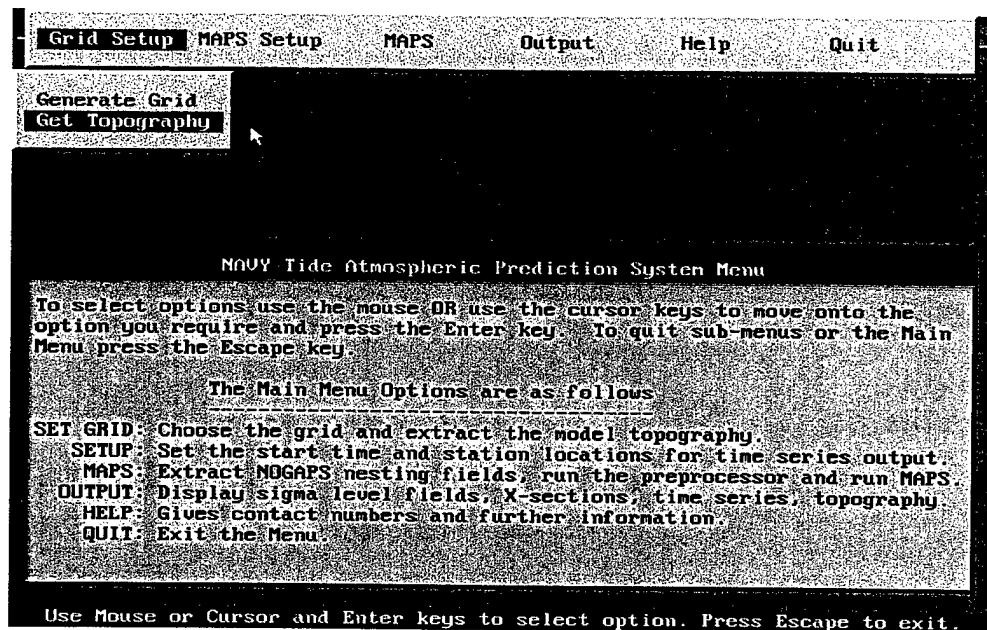 Grid Setup MAPS Setup MAPS Output Help Quit
Generate Grid
Get Topography
NAVY Tide Atmospheric Prediction System Menu
To select options use the mouse OR use the cursor keys to move onto the
option you require and press the Enter key To quit sub-menus or the Main
Menu press the Escape key.
The Main Menu Options are as follows
SET GRID: Choose the grid and extract the model topography.
SETUP: Set the start time and station locations for time series output.
MAPS: Extract NOGAPS nesting fields, run the preprocessor and run MAPS.
OUTPUT: Display sigma level fields, X-sections, time series, topography.
HELP: Gives contact numbers and further information.
QUIT: Exit the Menu.
Use Mouse or Cursor and Enter keys to select option. Press Escape to exit.